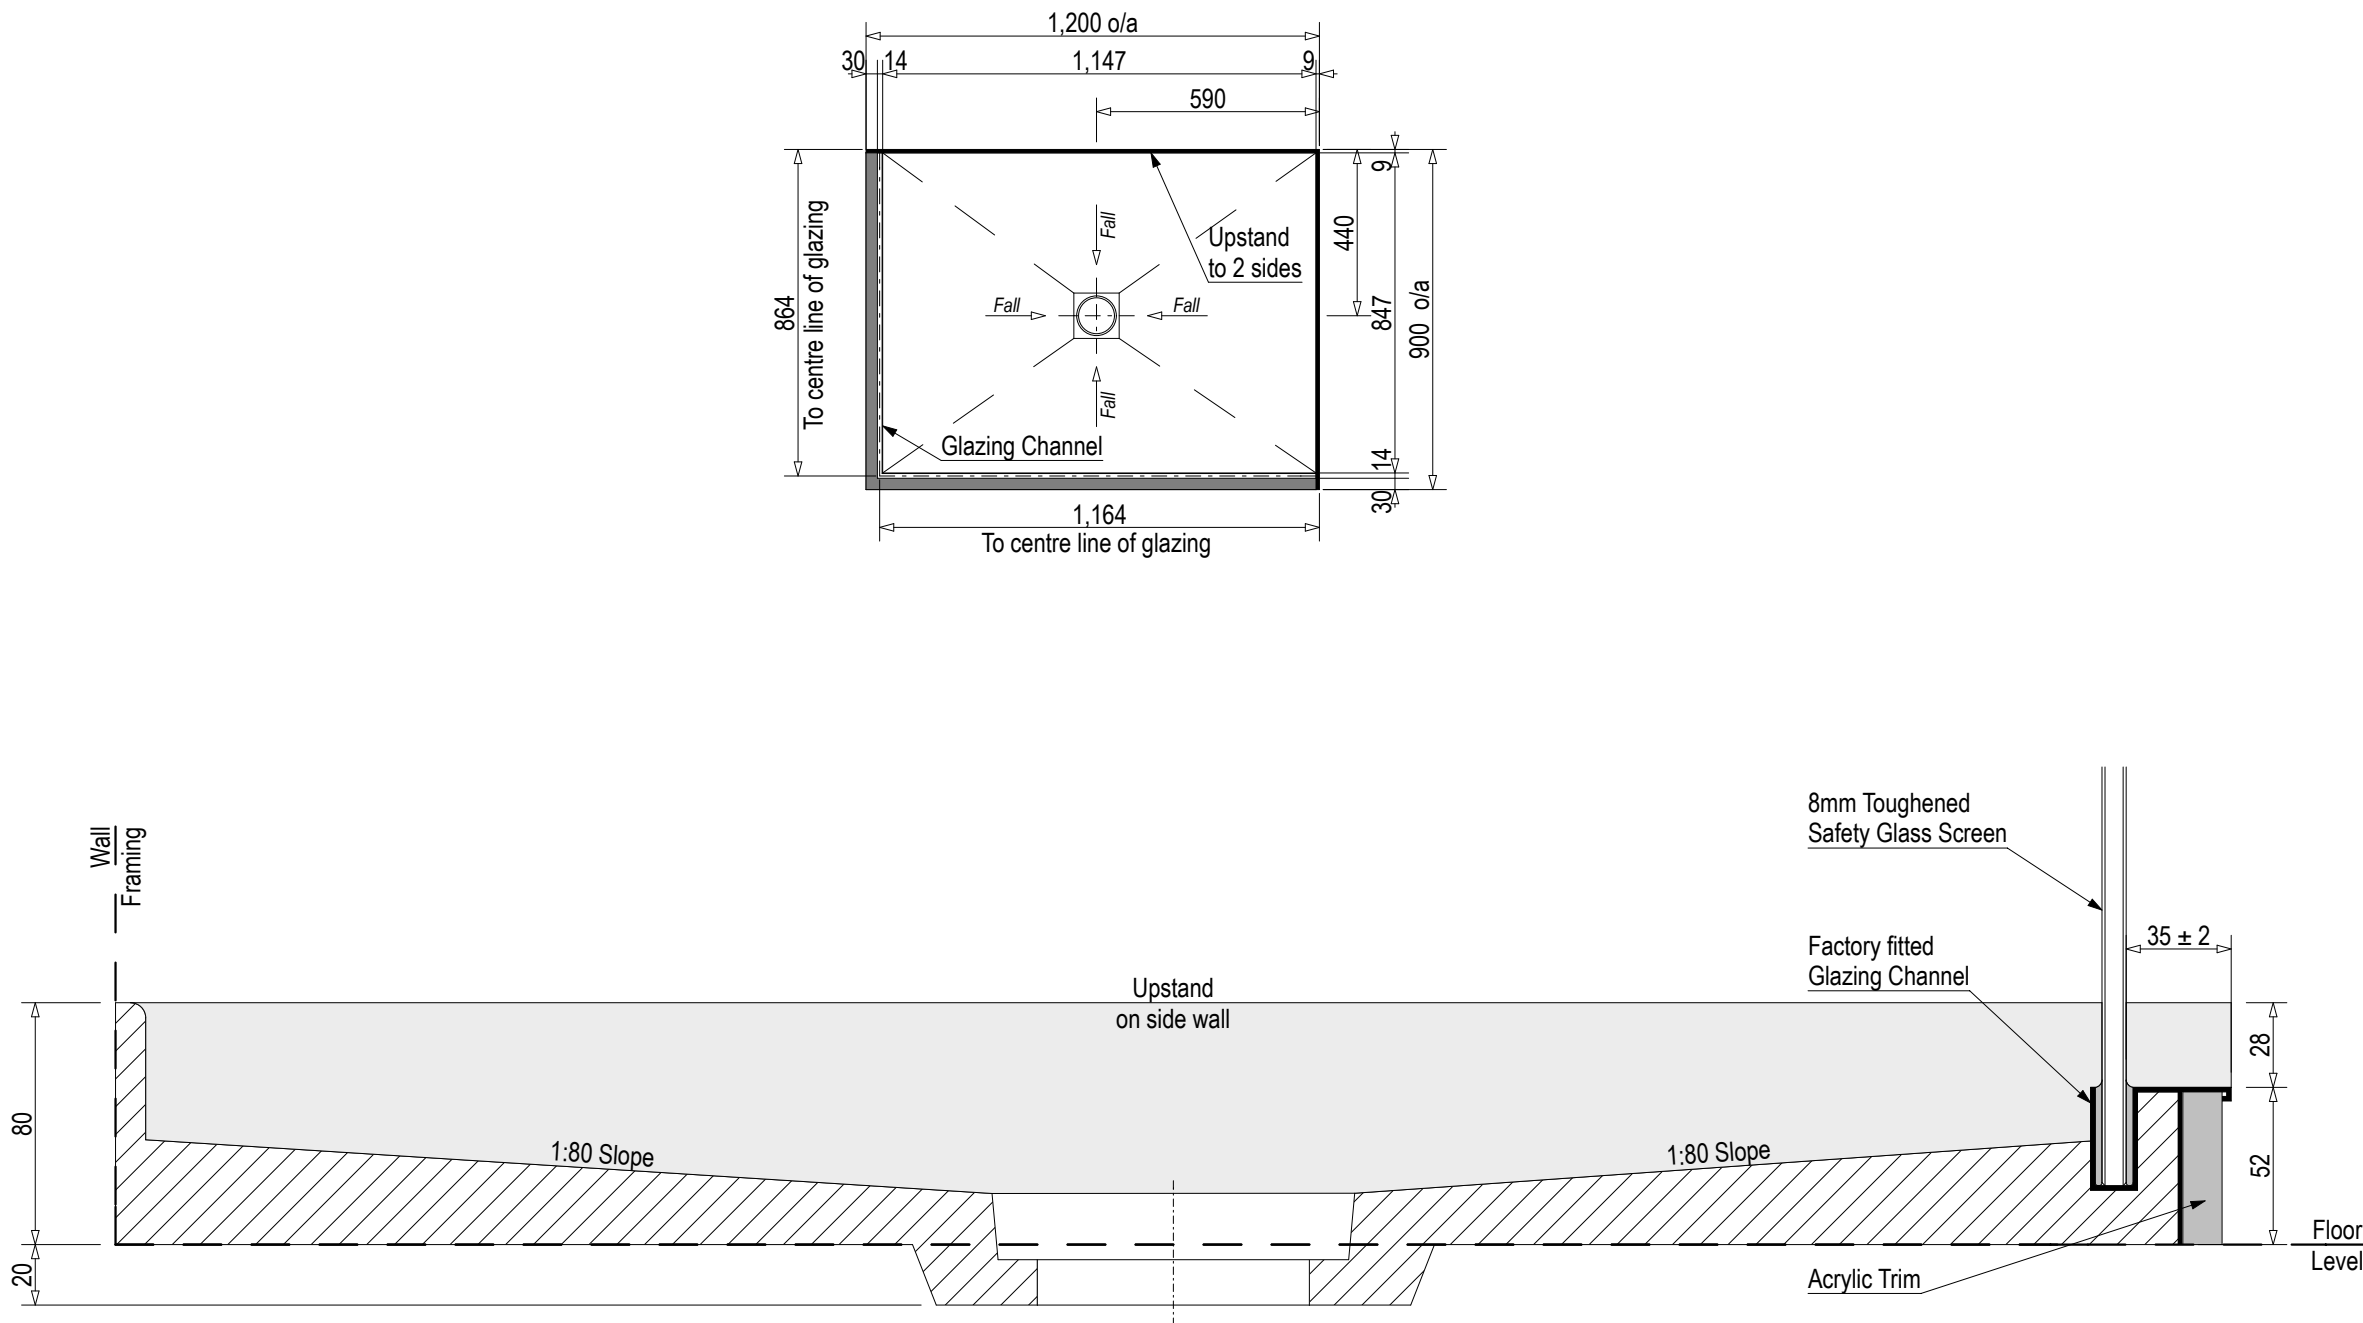 1,200 o/a
30
14
1,147
9
590
864
To centre line of glazing
Fall
Fall
Fall
Fall
Upstand
to 2 sides
Glazing Channel
440
9
847
14
30
900 o/a
1,164
To centre line of glazing
Wall
Framing
80
20
Upstand
on side wall
1:80 Slope
1:80 Slope
8mm Toughened
Safety Glass Screen
Factory fitted
Glazing Channel
35 ± 2
28
52
Acrylic Trim
Floor
Level